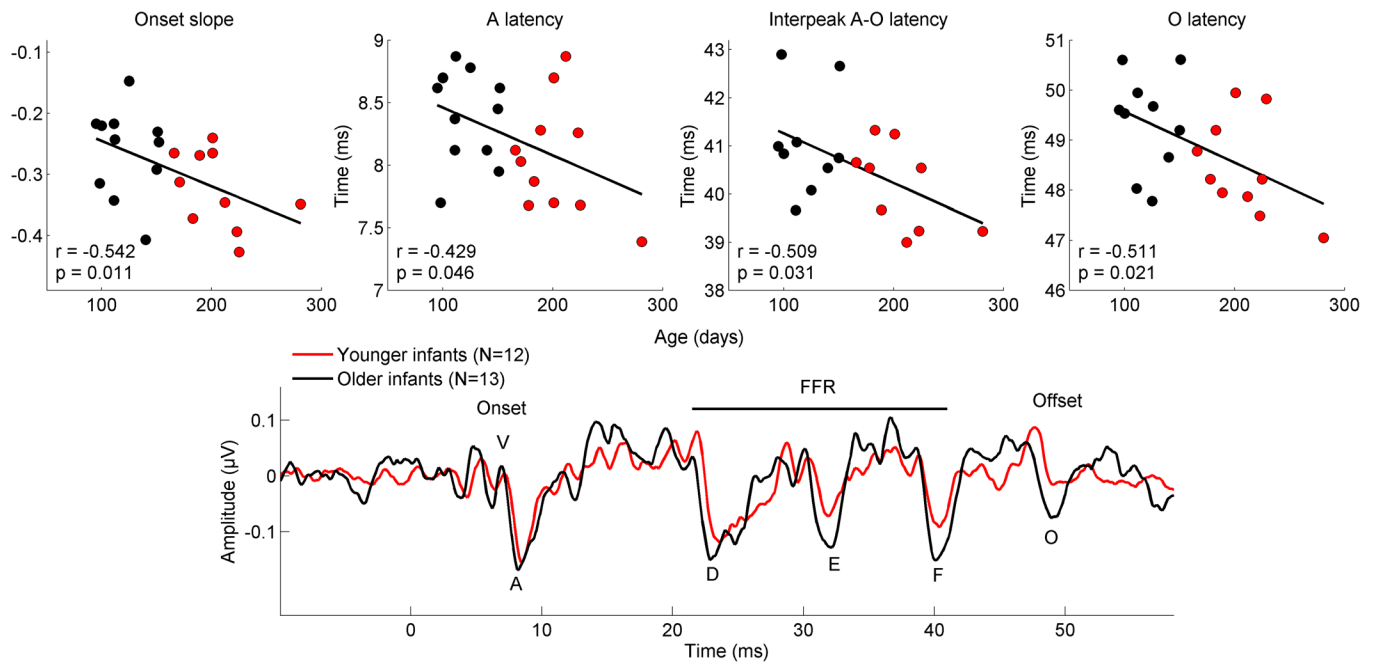 Onset slope
-0.1
-0.2
-0.3
-0.4
r = -0.542
p = 0.011
100
200
300
A latency
Time (ms)
9
8.5
8
7.5
7
r = -0.429
p = 0.046
100
200
300
Interpeak A-O latency
Time (ms)
43
42
41
40
39
38
r = -0.509
p = 0.031
100
200
300
O latency
Time (ms)
51
50
49
48
47
46
r = -0.511
p = 0.021
100
200
300
Age (days)
Younger infants (N=12)
Older infants (N=13)
Amplitude (µV)
0.1
0
-0.1
Onset
V
A
FFR
D
E
F
Offset
O
0
10
20
30
40
50
Time (ms)